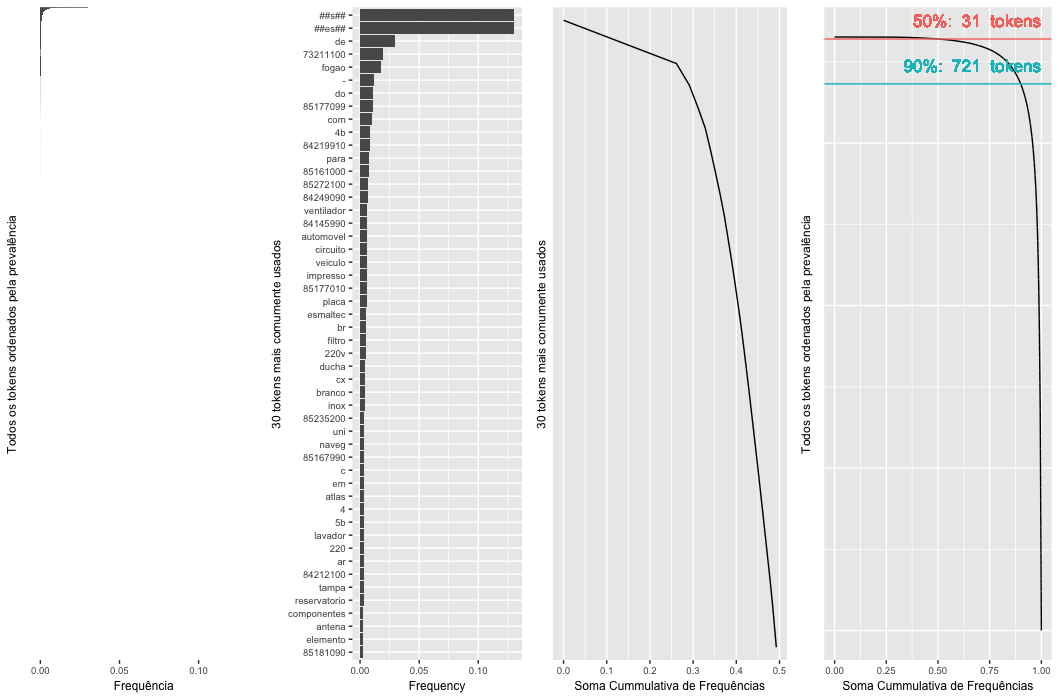 Todos os tokens ordenados pela prevalência
0.00
0.05
0.10
Frequência
30 tokens mais comumente usados
##s##
##es##
de
73211100
fogao
-
do
85177099
com
4b
84219910
para
85161000
85272100
84249090
ventilador
84145990
automovel
circuito
veiculo
impresso
85177010
placa
esmaltec
br
filtro
220v
ducha
cx
branco
inox
85235200
uni
naveg
85167990
c
em
atlas
4
5b
lavador
220
ar
84212100
tampa
reservatorio
componentes
antena
elemento
85181090
0.00
0.05
0.10
Frequency
30 tokens mais comumente usados
0.0
0.1
0.2
0.3
0.4
0.5
Soma Cummulativa de Frequências
Todos os tokens ordenados pela prevalência
50%: 31 tokens
90%: 721 tokens
0.00
0.25
0.50
0.75
1.00
Soma Cummulativa de Frequências